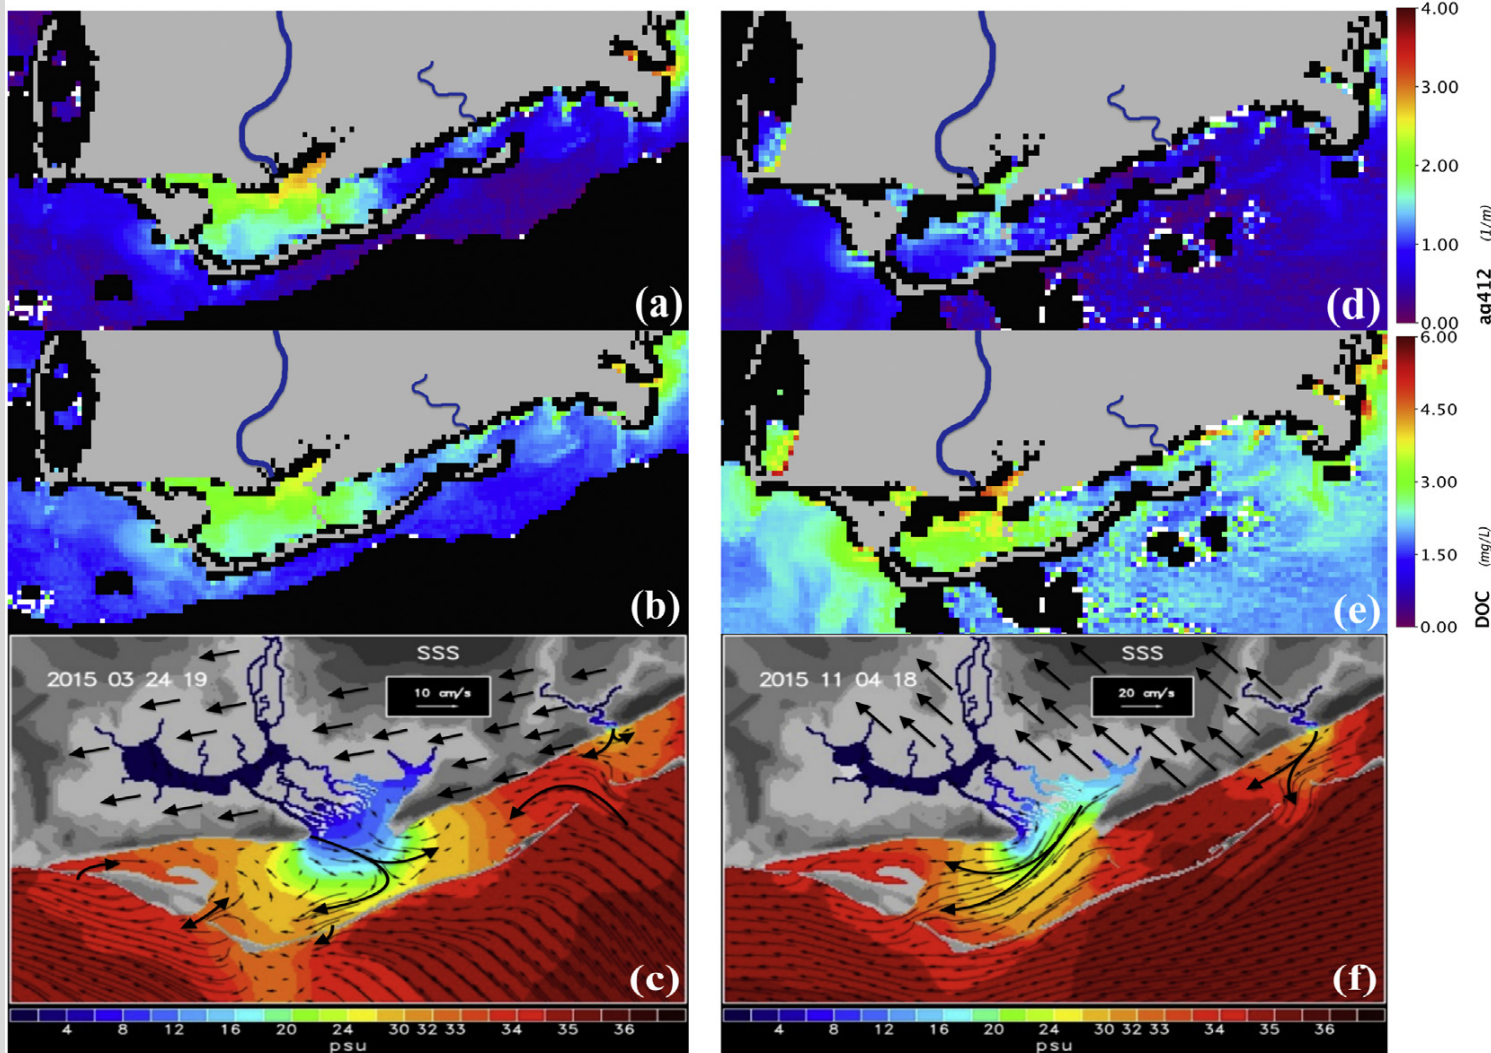 (a)
(d)
4.00
3.00
2.00
1.00
0.00
ag412 (1/m)
(b)
(e)
6.00
4.50
3.00
1.50
0.00
DOC (mg/L)
SSS
2015 03 24 19
10 cm/s
(c)
SSS
2015 11 04 18
20 cm/s
(f)
4 8 12 16 20 24 30 32 33 34 35 36
psu
4 8 12 16 20 24 30 32 33 34 35 36
psu